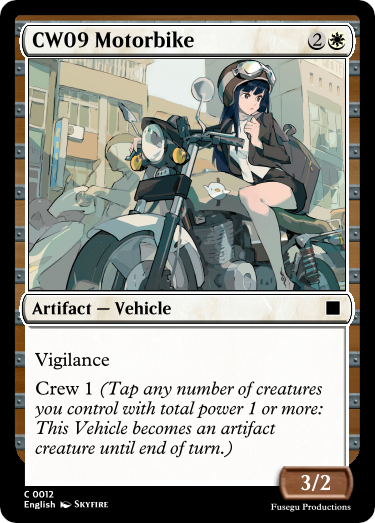 CW09 Motorbike 2
Artifact — Vehicle
Vigilance
Crew 1 (Tap any number of creatures
you control with total power 1 or more:
This Vehicle becomes an artifact
creature until end of turn.)
3/2
C 0012
English SKYFIRE
Fusegu Productions